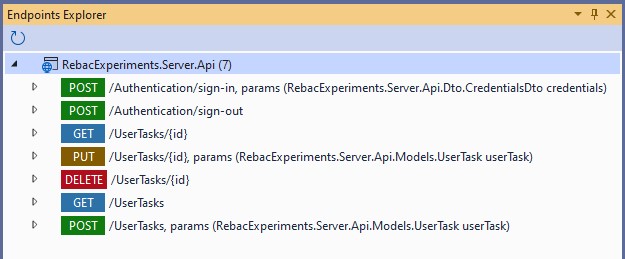 Endpoints Explorer
RebacExperiments.Server.Api (7)
POST /Authentication/sign-in, params (RebacExperiments.Server.Api.Dto.CredentialsDto credentials)
POST /Authentication/sign-out
GET /UserTasks/{id}
PUT /UserTasks/{id}, params (RebacExperiments.Server.Api.Models.UserTask userTask)
DELETE /UserTasks/{id}
GET /UserTasks
POST /UserTasks, params (RebacExperiments.Server.Api.Models.UserTask userTask)